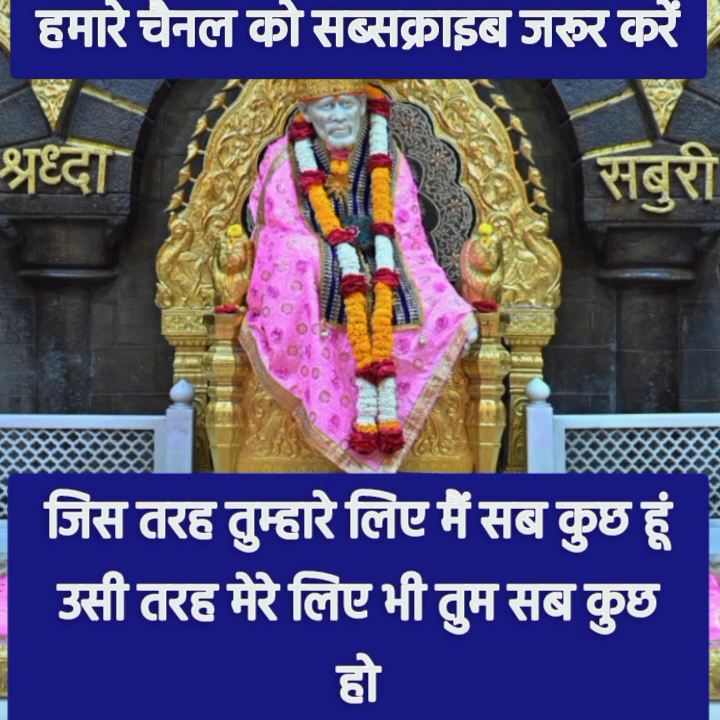 हमारे चैनल को सब्सक्राइब जरूर करें
श्रध्दा
सबुरी
जिस तरह तुम्हारे लिए मैं सब कुछ हूं
उसी तरह मेरे लिए भी तुम सब कुछ
हो